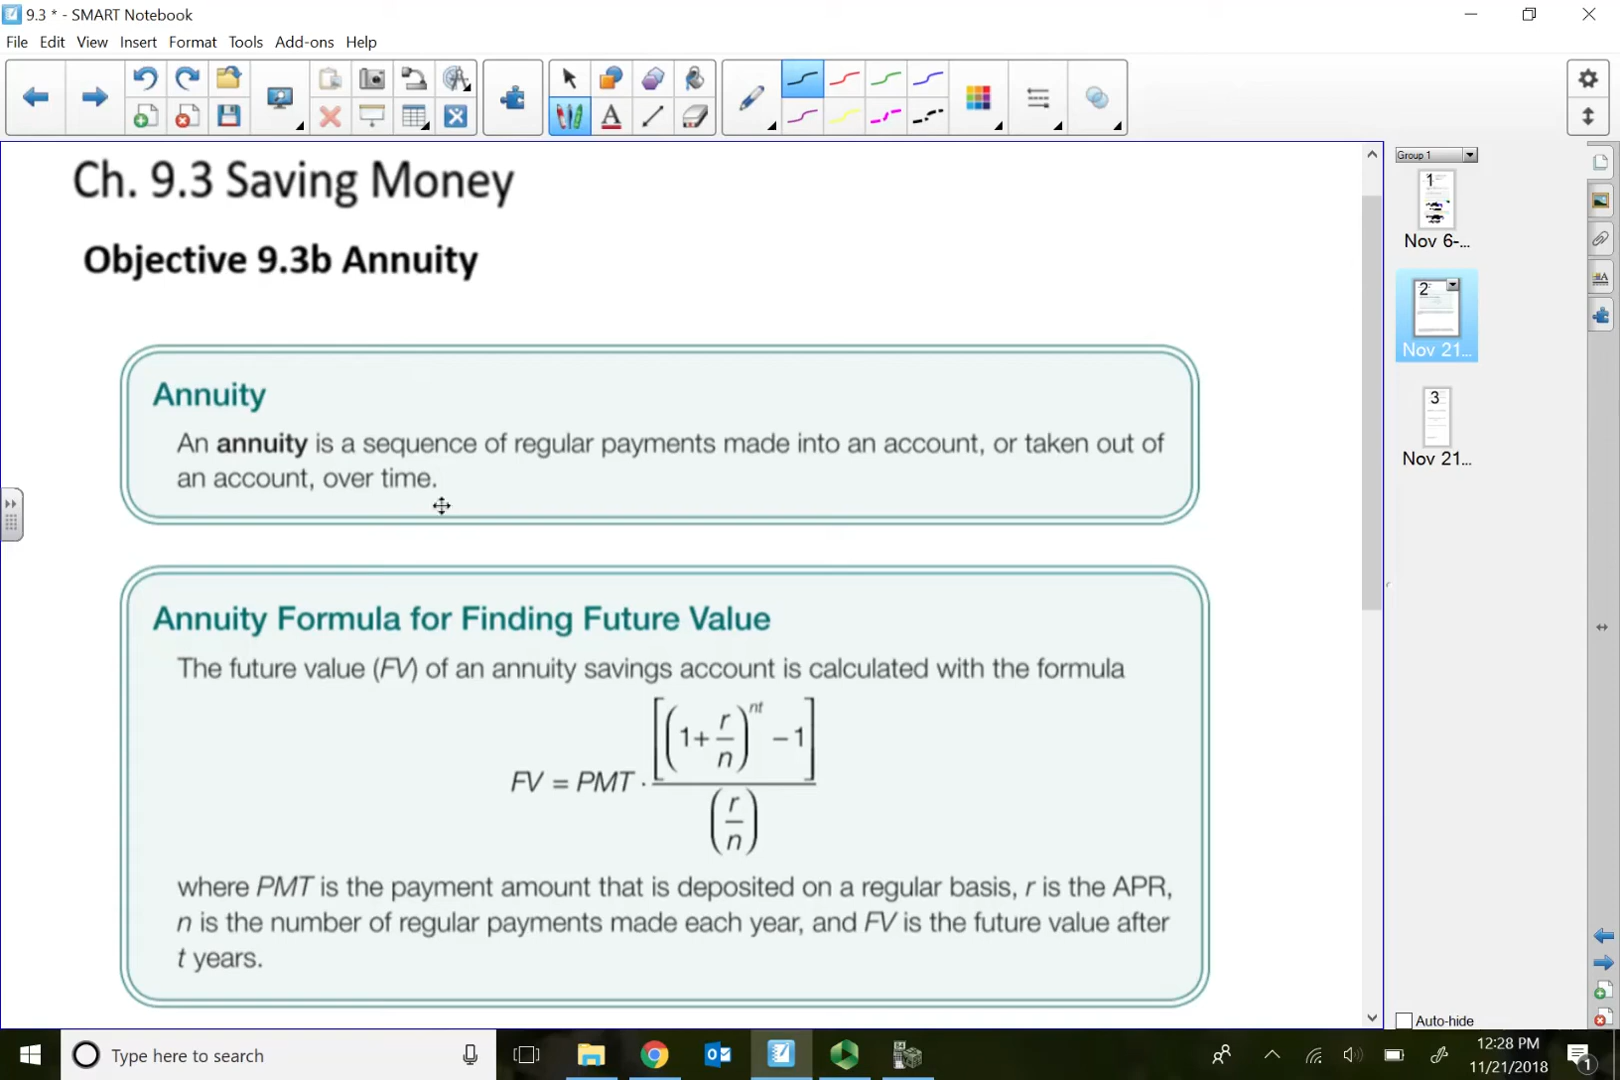 9.3 * - SMART Notebook
File Edit View Insert Format Tools Add-ons Help
Group 1
Ch. 9.3 Saving Money
Objective 9.3b Annuity
Annuity
An annuity is a sequence of regular payments made into an account, or taken out of
an account, over time.
Annuity Formula for Finding Future Value
The future value (FV) of an annuity savings account is calculated with the formula
FV = PMT · [(1 + r/n)^nt − 1] / (r/n)
where PMT is the payment amount that is deposited on a regular basis, r is the APR,
n is the number of regular payments made each year, and FV is the future value after
t years.
1
Nov 6-...
2
Nov 21...
3
Nov 21...
Auto-hide
Type here to search
12:28 PM
11/21/2018
1